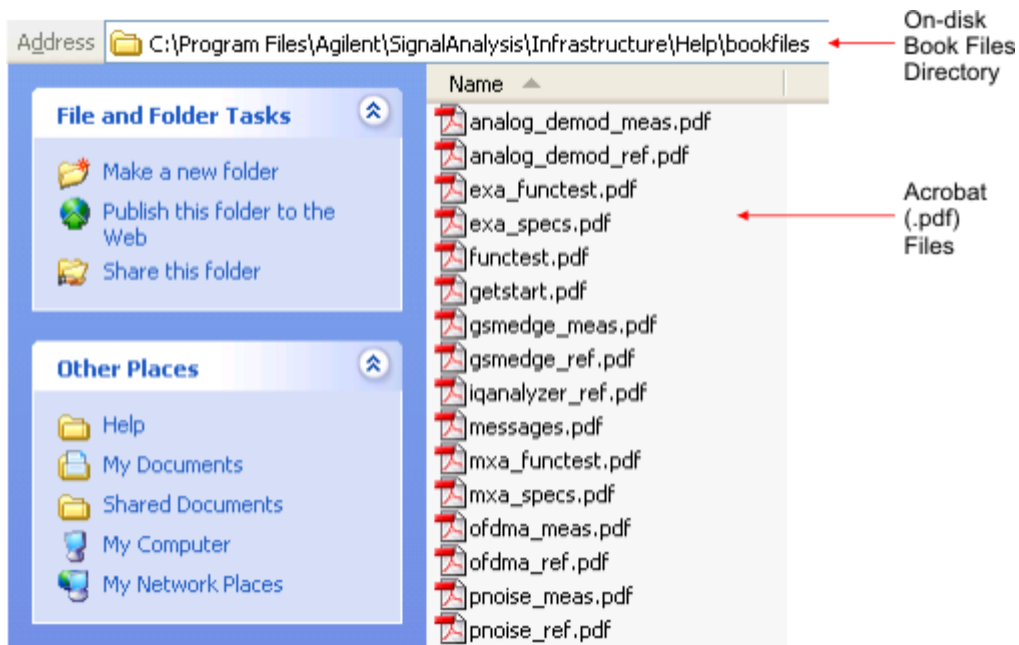 Address C:\Program Files\Agilent\SignalAnalysis\Infrastructure\Help\bookfiles
On-disk
Book Files
Directory
File and Folder Tasks
Make a new folder
Publish this folder to the
Web
Share this folder
Other Places
Help
My Documents
Shared Documents
My Computer
My Network Places
Name
analog_demod_meas.pdf
analog_demod_ref.pdf
exa_functest.pdf
exa_specs.pdf
functest.pdf
getstart.pdf
gsmedge_meas.pdf
gsmedge_ref.pdf
iqanalyzer_ref.pdf
messages.pdf
mxa_functest.pdf
mxa_specs.pdf
ofdma_meas.pdf
ofdma_ref.pdf
pnoise_meas.pdf
pnoise_ref.pdf
Acrobat
(.pdf)
Files